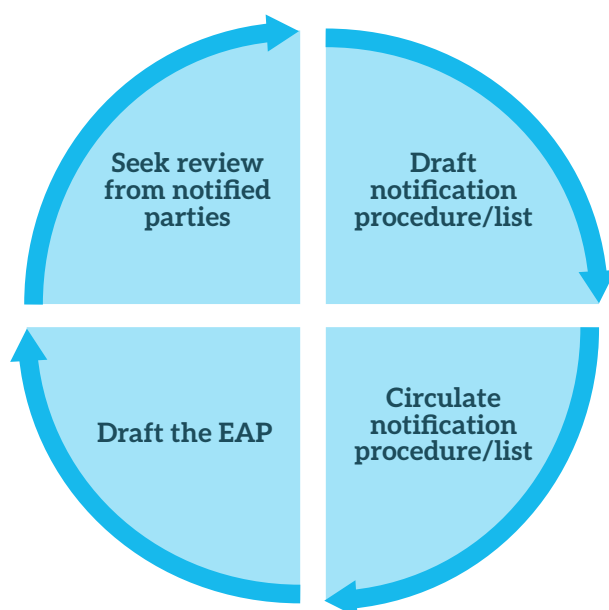 Seek review
from notified
parties
Draft
notification
procedure/list
Draft the EAP
Circulate
notification
procedure/list